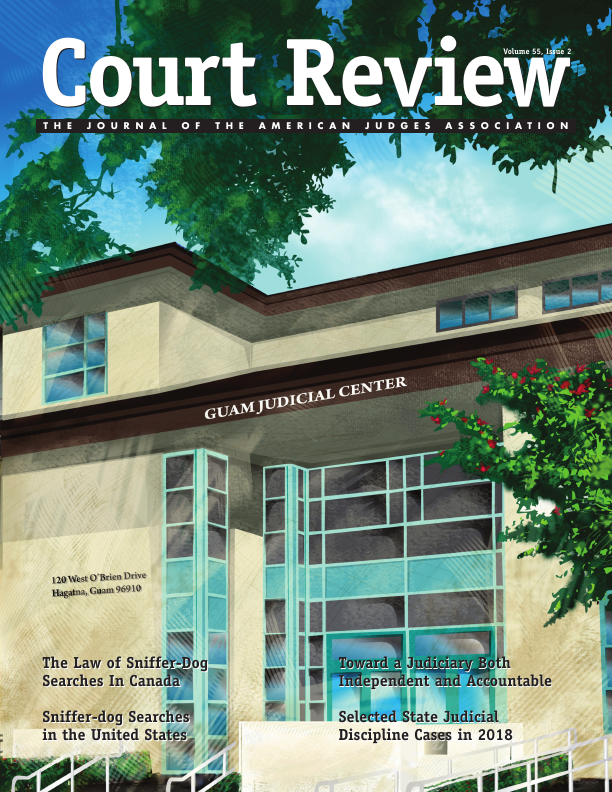 Volume 55, Issue 2
Court Review
THE JOURNAL OF THE AMERICAN JUDGES ASSOCIATION
GUAM JUDICIAL CENTER
120 West O'Brien Drive
Hagatna, Guam 96910
The Law of Sniffer-Dog
Searches In Canada
Sniffer-dog Searches
in the United States
Toward a Judiciary Both
Independent and Accountable
Selected State Judicial
Discipline Cases in 2018